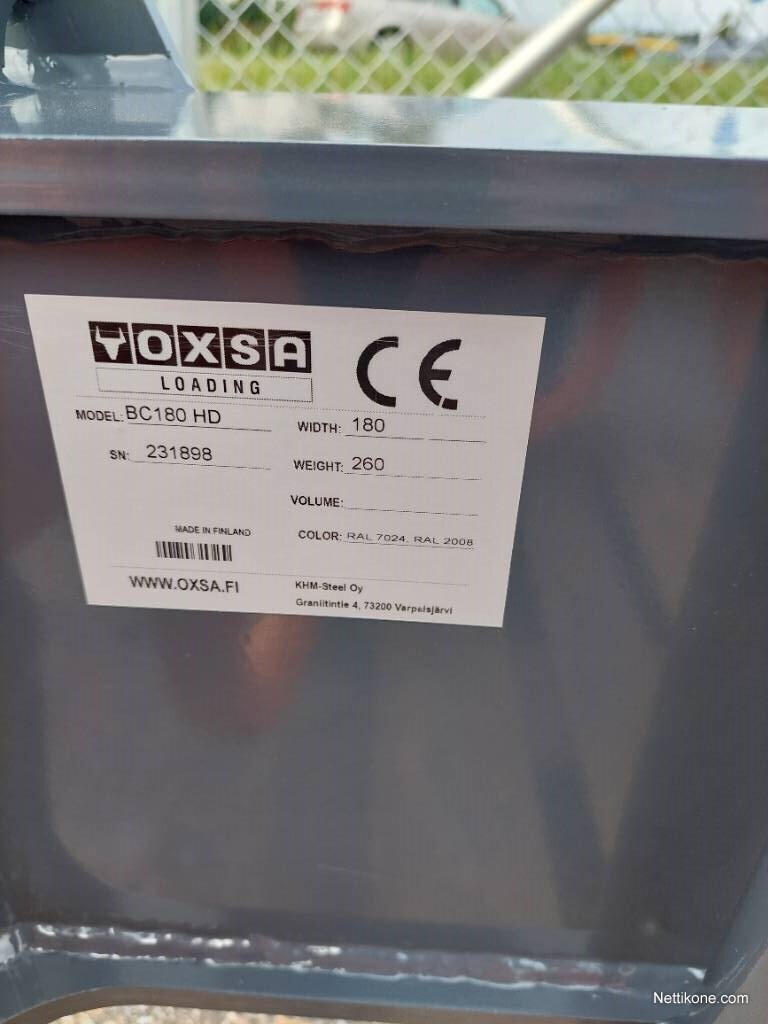 OXSA
LOADING
CE
MODEL: BC180 HD
SN: 231898
WIDTH: 180
WEIGHT: 260
VOLUME:
COLOR: RAL 7024, RAL 2008
MADE IN FINLAND
WWW.OXSA.FI
KHM-Steel Oy
Graniitintie 4, 73200 Varpaisjärvi
Nettikone.com